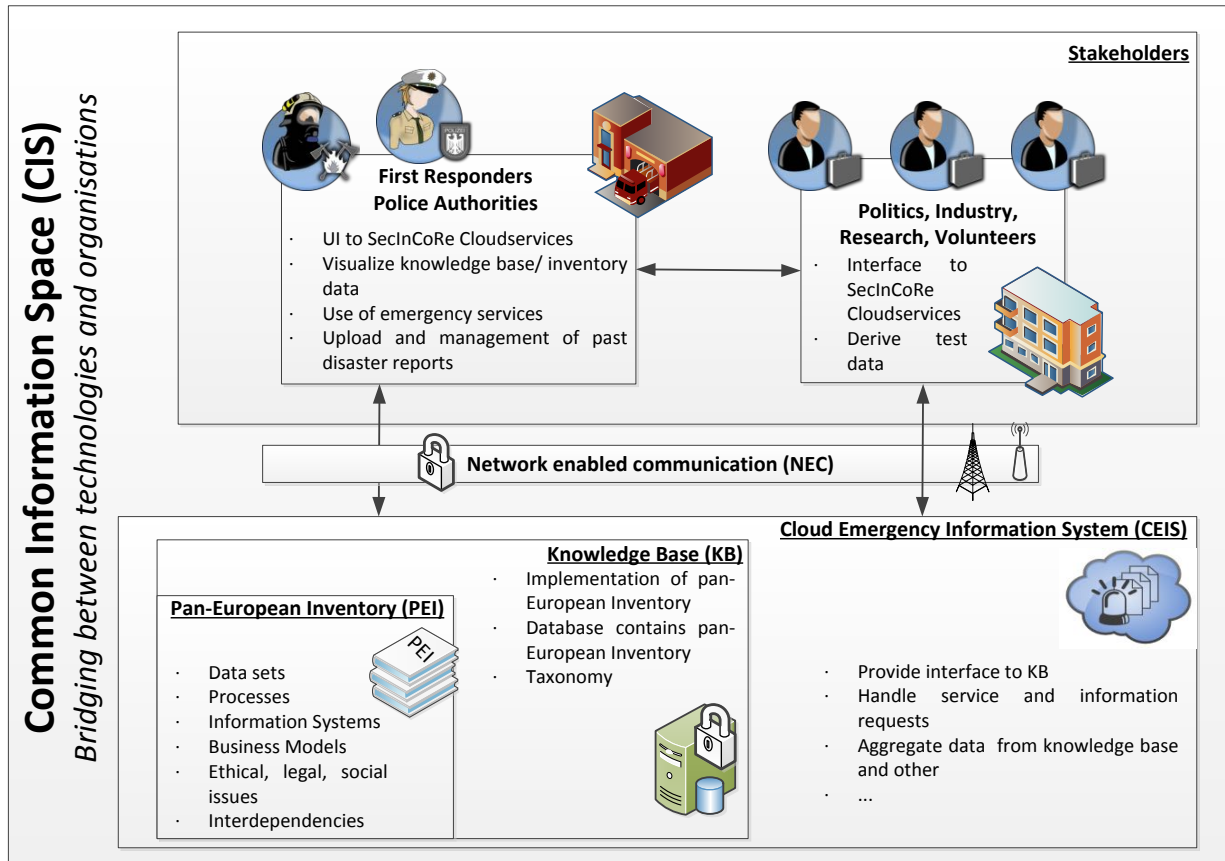 Common Information Space (CIS)
Bridging between technologies and organisations
Stakeholders
POLIZEI
First Responders
Police Authorities
· UI to SecInCoRe Cloudservices
· Visualize knowledge base/ inventory
data
· Use of emergency services
· Upload and management of past
disaster reports
Politics, Industry,
Research, Volunteers
· Interface to
SecInCoRe
Cloudservices
· Derive test
data
Network enabled communication (NEC)
Cloud Emergency Information System (CEIS)
· Provide interface to KB
· Handle service and information
requests
· Aggregate data from knowledge base
and other
· ...
Knowledge Base (KB)
· Implementation of pan-
European Inventory
· Database contains pan-
European Inventory
· Taxonomy
Pan-European Inventory (PEI)
PEI
· Data sets
· Processes
· Information Systems
· Business Models
· Ethical, legal, social
issues
· Interdependencies